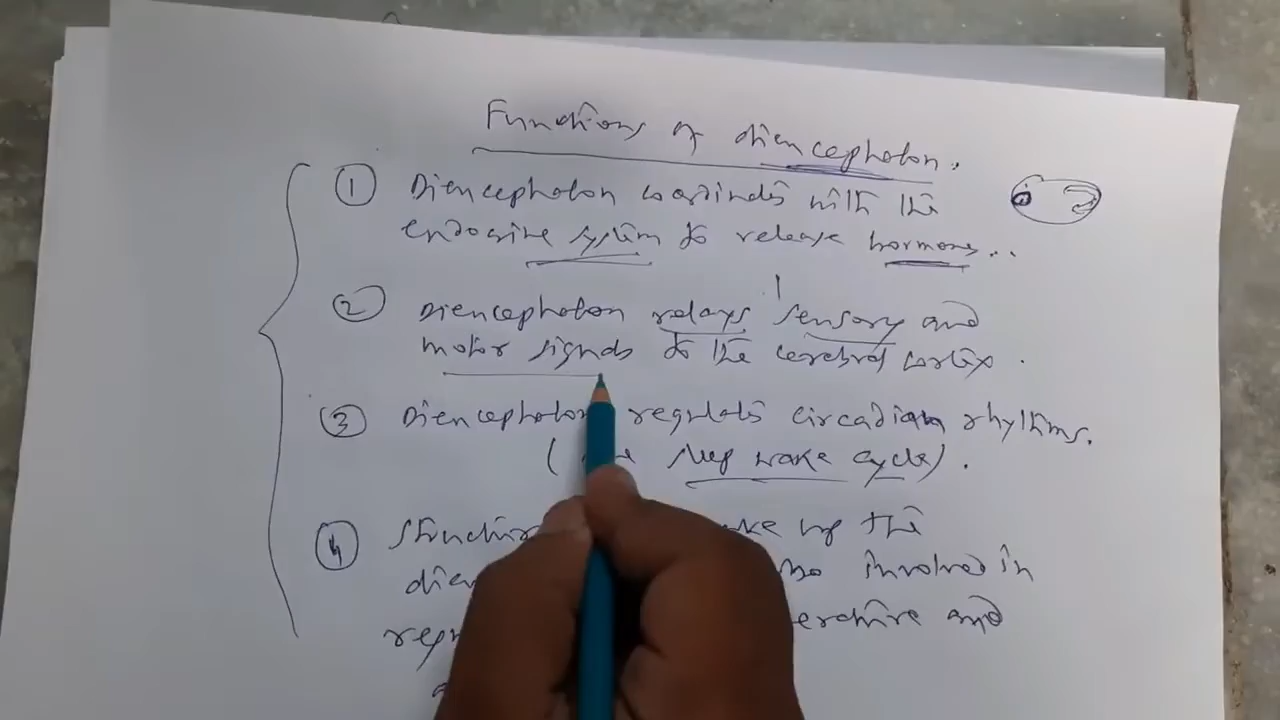 Functions of diencephalon.
① Diencephalon coordinates with the
endocrine system to release hormones...
② Diencephalon relays sensory and
motor signals to the cerebral cortex.
③ Diencephalon regulates circadian rhythms.
( sleep wake cycle).
④ up the
involved in
and